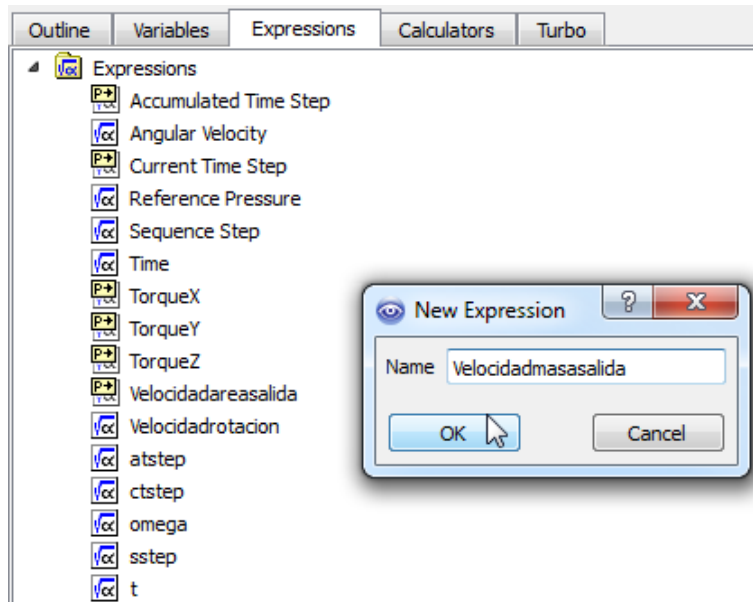 Outline Variables Expressions Calculators Turbo
Expressions
Accumulated Time Step
Angular Velocity
Current Time Step
Reference Pressure
Sequence Step
Time
TorqueX
TorqueY
TorqueZ
Velocidadareasalida
Velocidadrotacion
atstep
ctstep
omega
sstep
t
New Expression
Name Velocidadmasasalida
OK Cancel